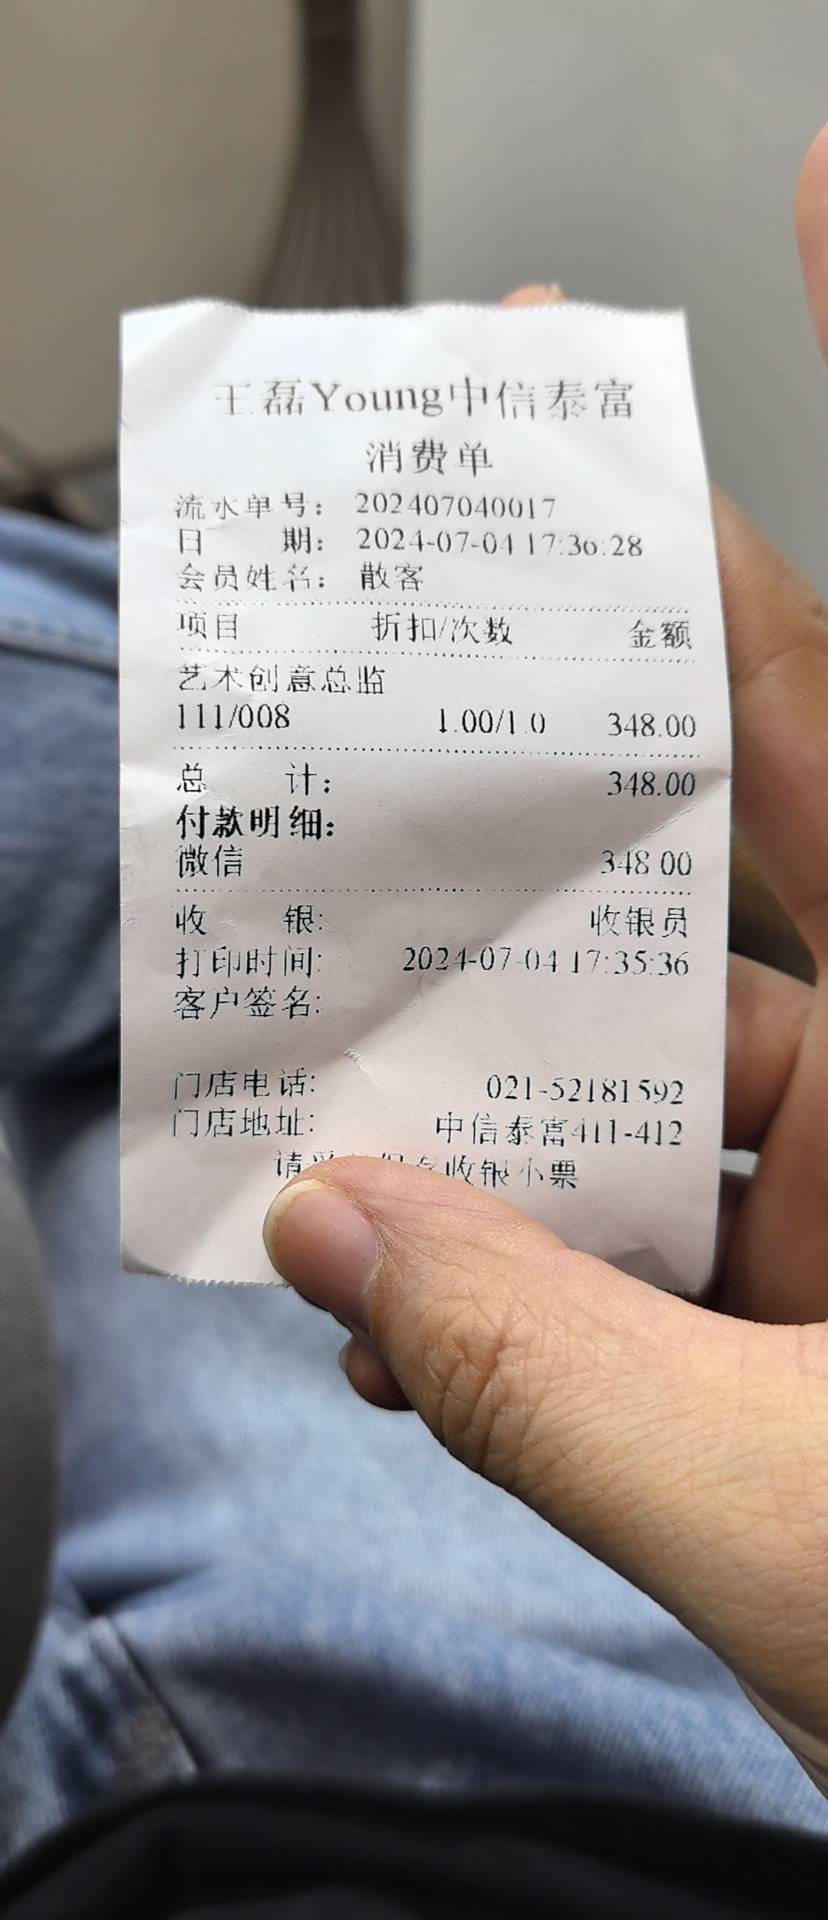 王磊Young中信泰富
消费单
流水单号： 202407040017
日 期： 2024-07-04 17:36:28
会员姓名： 散客
项目 折扣/次数 金额
艺术创意总监
111/008 1.00/1.0 348.00
总 计： 348.00
付款明细：
微信 348.00
收 银: 收银员
打印时间: 2024-07-04 17:35:36
客户签名:
门店电话: 021-52181592
门店地址: 中信泰富411-412
请 收银小票